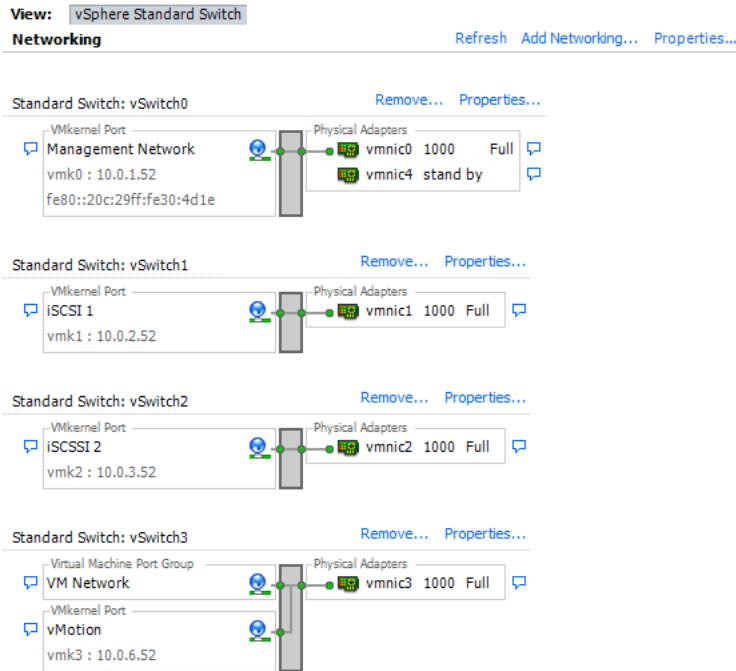 View: vSphere Standard Switch
Networking Refresh Add Networking... Properties...
Standard Switch: vSwitch0 Remove... Properties...
VMkernel Port Physical Adapters
Management Network vmnic0 1000 Full
vmk0 : 10.0.1.52 vmnic4 stand by
fe80::20c:29ff:fe30:4d1e
Standard Switch: vSwitch1 Remove... Properties...
VMkernel Port Physical Adapters
iSCSI 1 vmnic1 1000 Full
vmk1 : 10.0.2.52
Standard Switch: vSwitch2 Remove... Properties...
VMkernel Port Physical Adapters
iSCSSI 2 vmnic2 1000 Full
vmk2 : 10.0.3.52
Standard Switch: vSwitch3 Remove... Properties...
Virtual Machine Port Group Physical Adapters
VM Network vmnic3 1000 Full
VMkernel Port
vMotion
vmk3 : 10.0.6.52